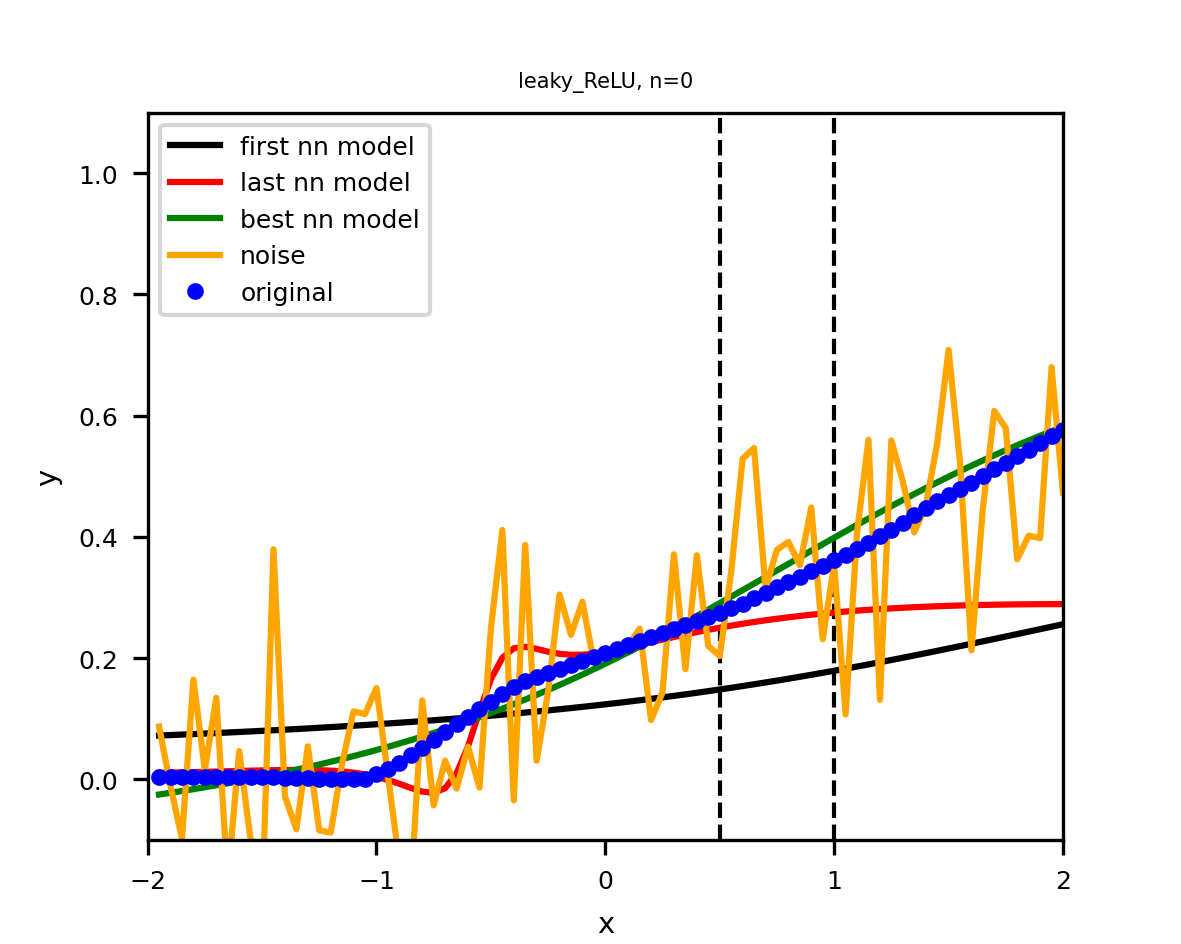 leaky_ReLU, n=0
first nn model
last nn model
best nn model
noise
original
1.0
0.8
0.6
0.4
0.2
0.0
y
−2
−1
0
1
2
x